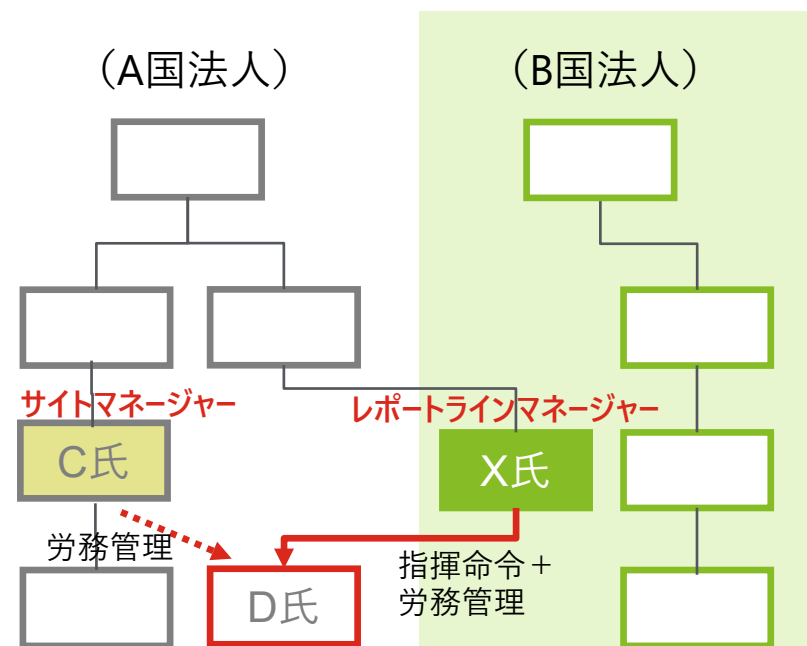 （A国法人）
（B国法人）
サイトマネージャー
レポートラインマネージャー
C氏
X氏
労務管理
指揮命令＋
労務管理
D氏